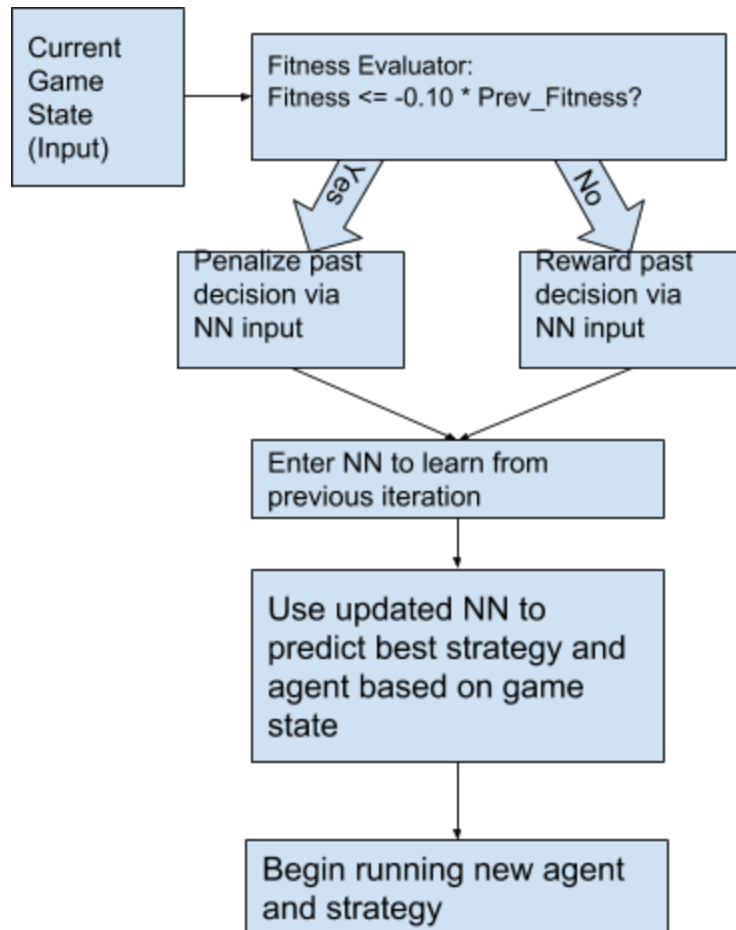 Current
Game
State
(Input)
Fitness Evaluator:
Fitness <= -0.10 * Prev_Fitness?
Yes
No
Penalize past
decision via
NN input
Reward past
decision via
NN input
Enter NN to learn from
previous iteration
Use updated NN to
predict best strategy and
agent based on game
state
Begin running new agent
and strategy